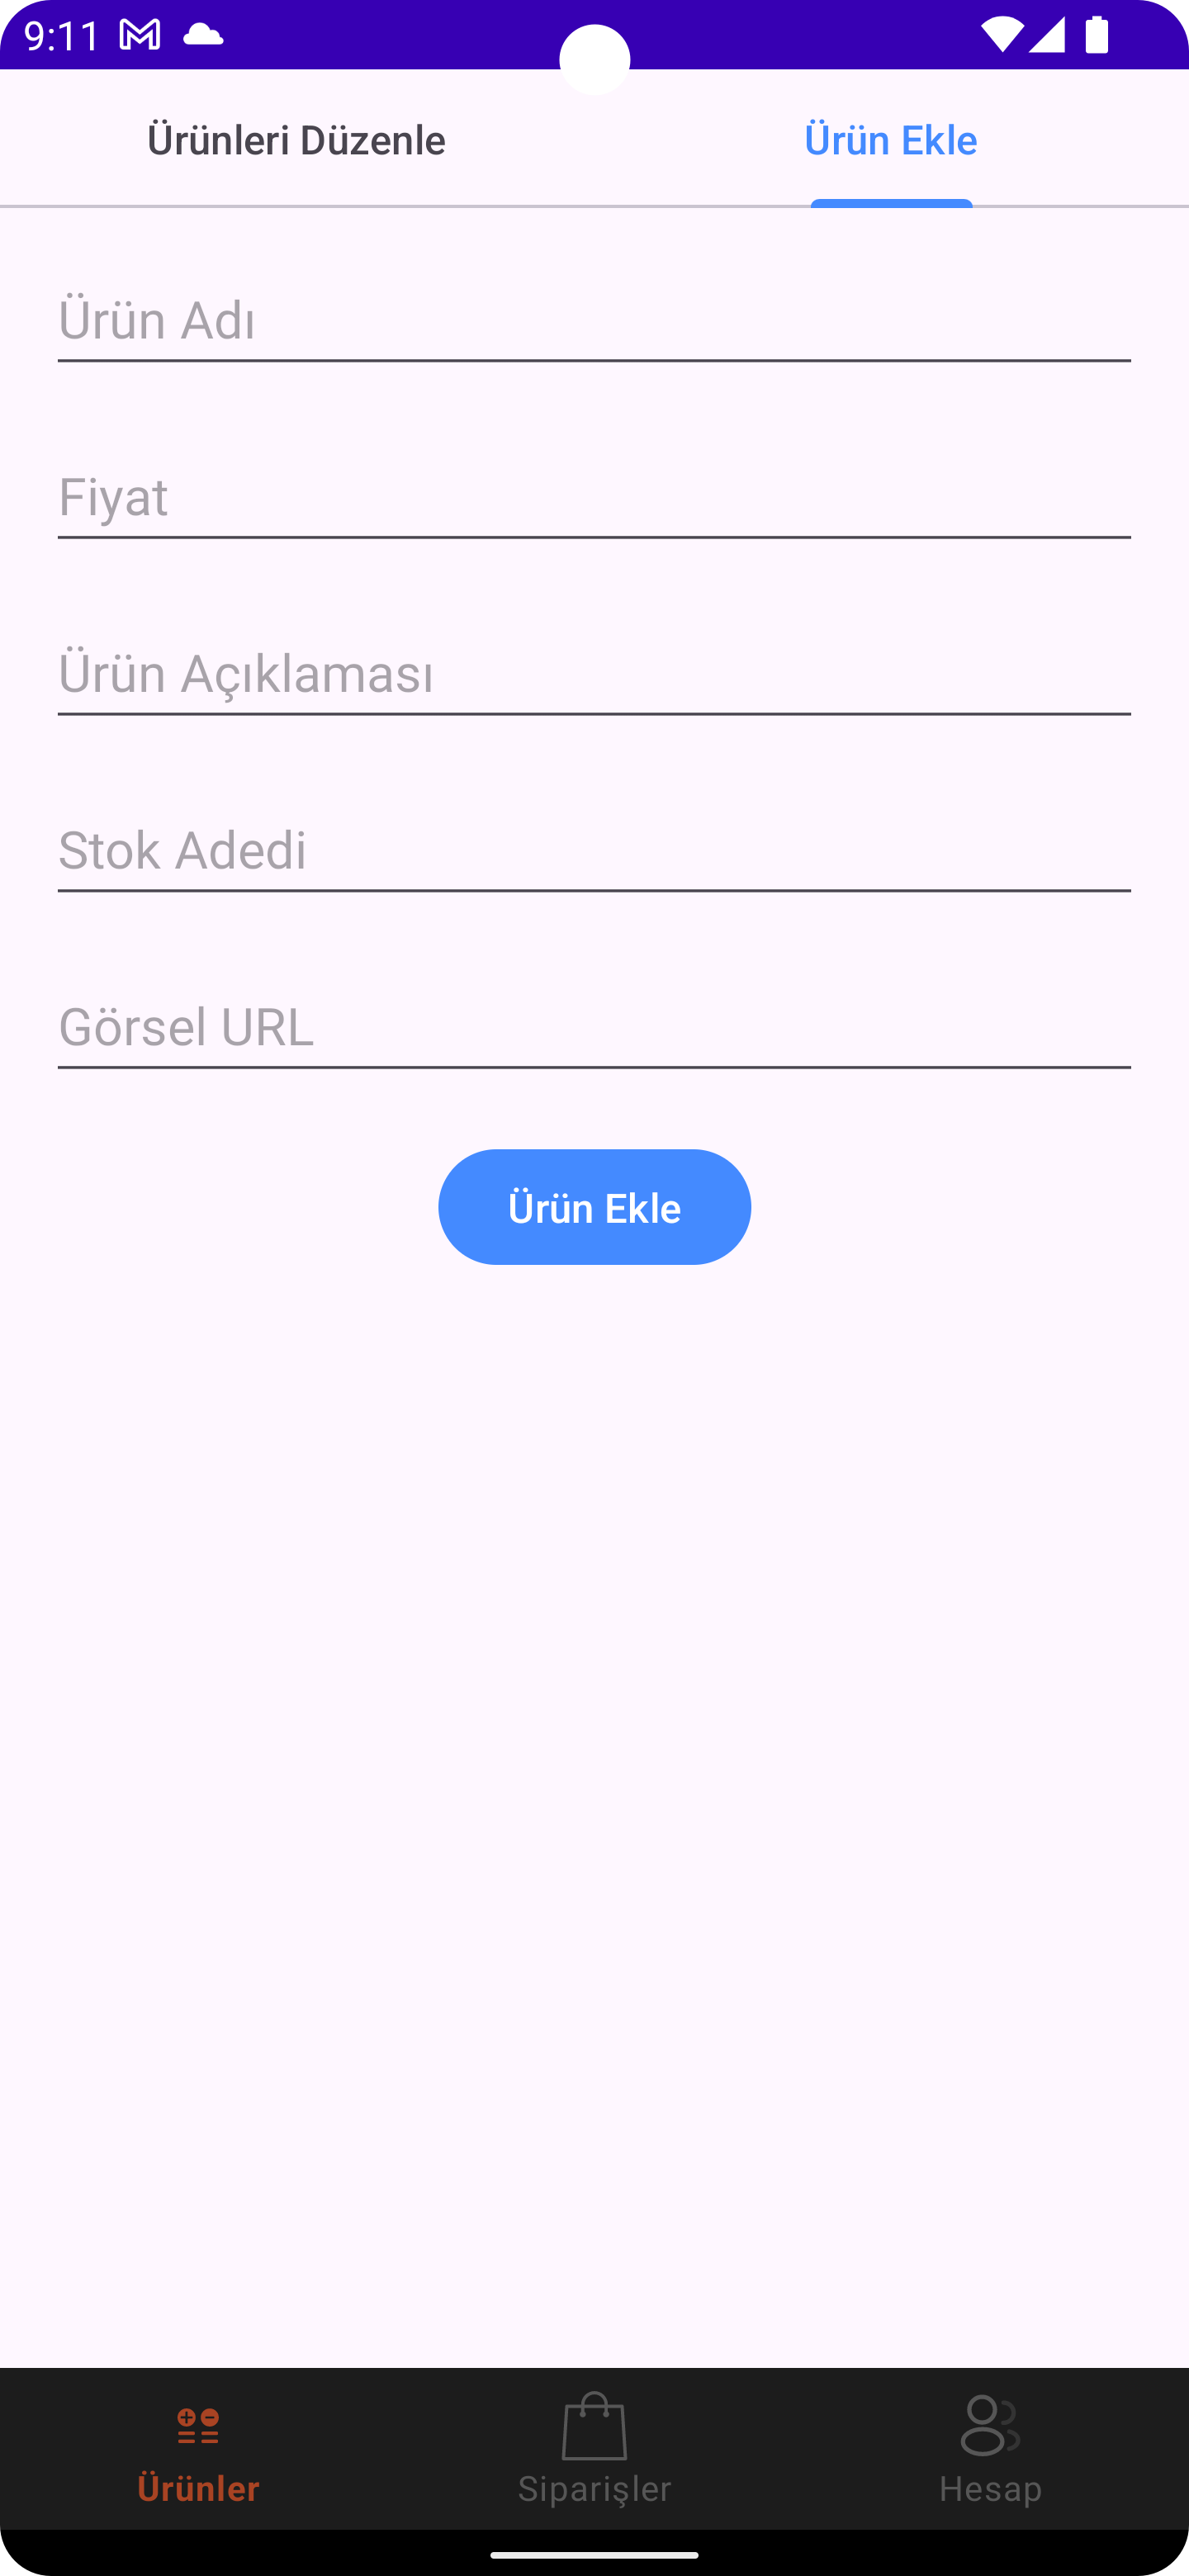 9:11
Ürünleri Düzenle
Ürün Ekle
Ürün Adı
Fiyat
Ürün Açıklaması
Stok Adedi
Görsel URL
Ürün Ekle
Ürünler
Siparişler
Hesap